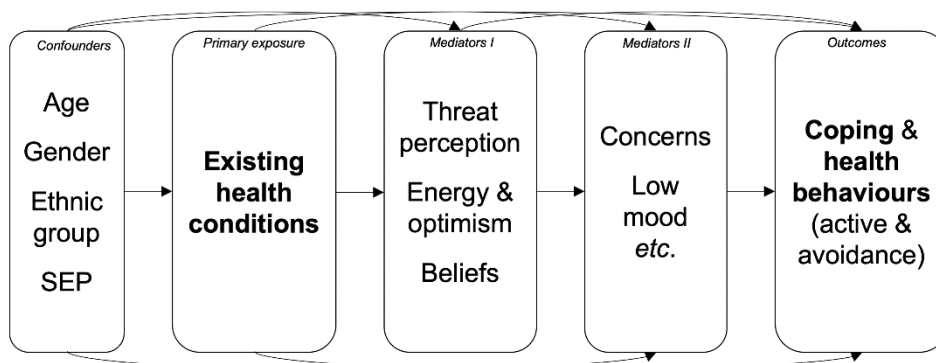 Confounders
Age
Gender
Ethnic
group
SEP
Primary exposure
Existing
health
conditions
Mediators I
Threat
perception
Energy &
optimism
Beliefs
Mediators II
Concerns
Low
mood
etc.
Outcomes
Coping &
health
behaviours
(active &
avoidance)